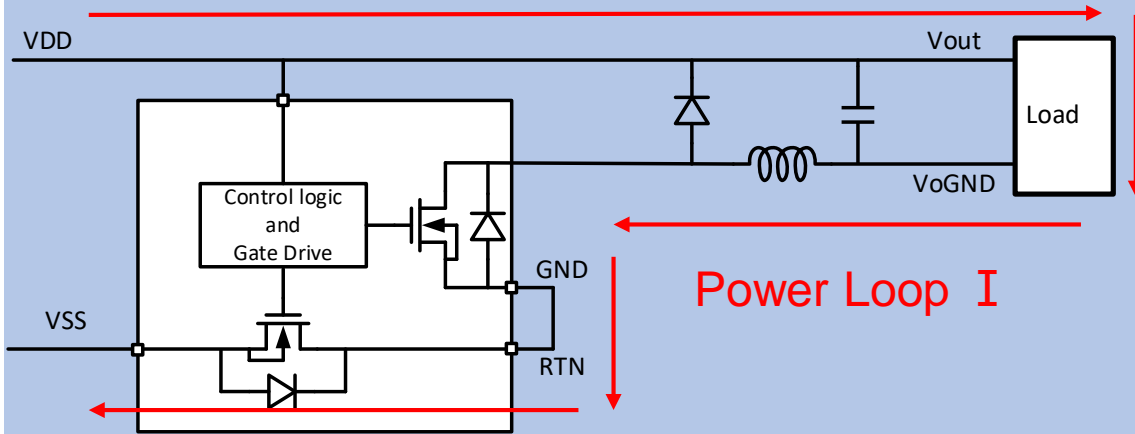 VDD
Vout
Load
VoGND
Control logic
and
Gate Drive
GND
Power Loop I
VSS
RTN